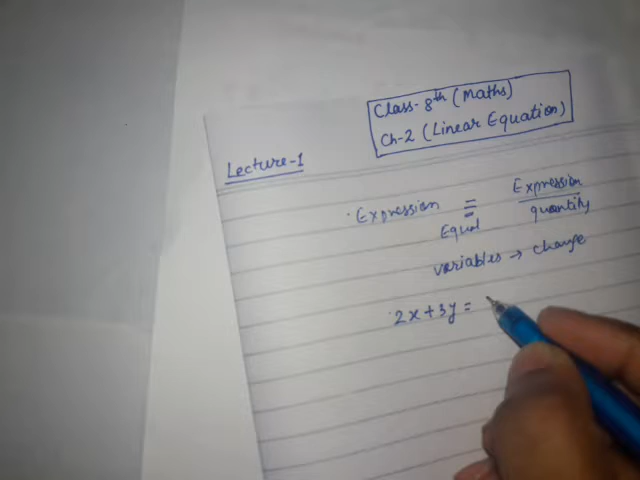 Class-8th (Maths)
Ch-2 (Linear Equation)
Lecture-1
Expression = Expression
Equal quantity
variables → change
2x+3y=